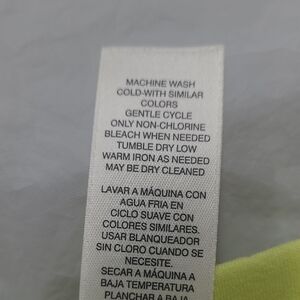 MACHINE WASH
COLD-WITH SIMILAR
COLORS
GENTLE CYCLE
ONLY NON-CHLORINE
BLEACH WHEN NEEDED
TUMBLE DRY LOW
WARM IRON AS NEEDED
MAY BE DRY CLEANED
LAVAR A MÁQUINA CON
AGUA FRIA EN
CICLO SUAVE CON
COLORES SIMILARES.
USAR BLANQUEADOR
SIN CLORO CUANDO SE
NECESITE.
SECAR A MÁQUINA A
BAJA TEMPERATURA
PLANCHAR A BAJA